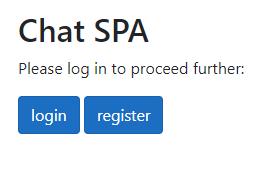 Chat SPA
Please log in to proceed further:
login register